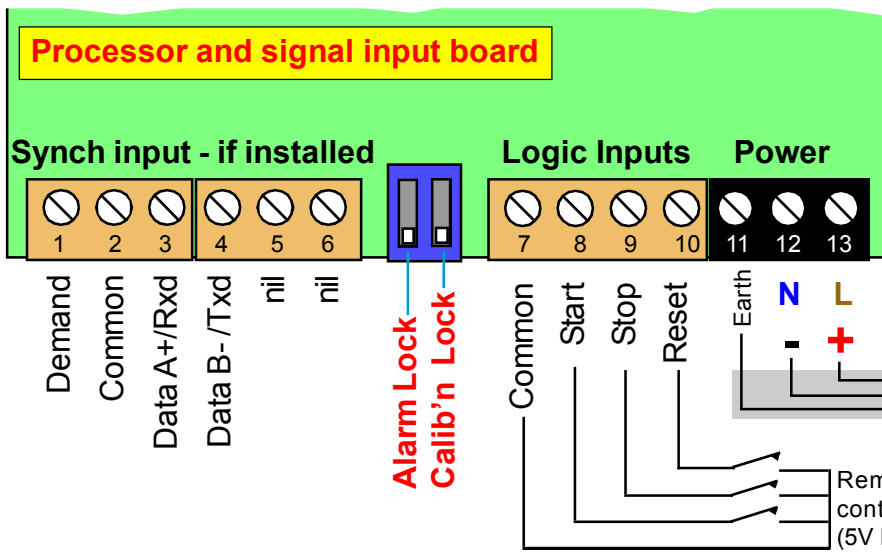 Processor and signal input board
Synch input - if installed
Logic Inputs
Power
1 2 3 4 5 6
7 8 9 10 11 12 13
Demand
Common
Data A+/Rxd
Data B- /Txd
nil
nil
Alarm Lock
Calib'n Lock
Common
Start
Stop
Reset
Earth
N
L
-
+
(5V